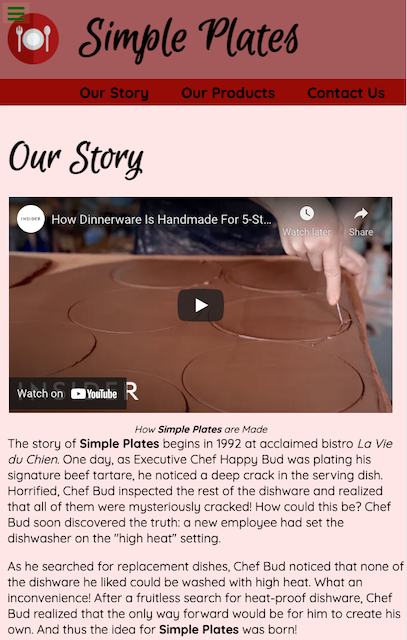 Simple Plates
Our Story Our Products Contact Us
Our Story
INSIDER
How Dinnerware Is Handmade For 5-St...
Watch later
Share
INSIDER
Watch on YouTube
How Simple Plates are Made
The story of Simple Plates begins in 1992 at acclaimed bistro La Vie
du Chien. One day, as Executive Chef Happy Bud was plating his
signature beef tartare, he noticed a deep crack in the serving dish.
Horrified, Chef Bud inspected the rest of the dishware and realized
that all of them were mysteriously cracked! How could this be? Chef
Bud soon discovered the truth: a new employee had set the
dishwasher on the "high heat" setting.
As he searched for replacement dishes, Chef Bud noticed that none of
the dishware he liked could be washed with high heat. What an
inconvenience! After a fruitless search for heat-proof dishware, Chef
Bud realized that the only way forward would be for him to create his
own. And thus the idea for Simple Plates was born!